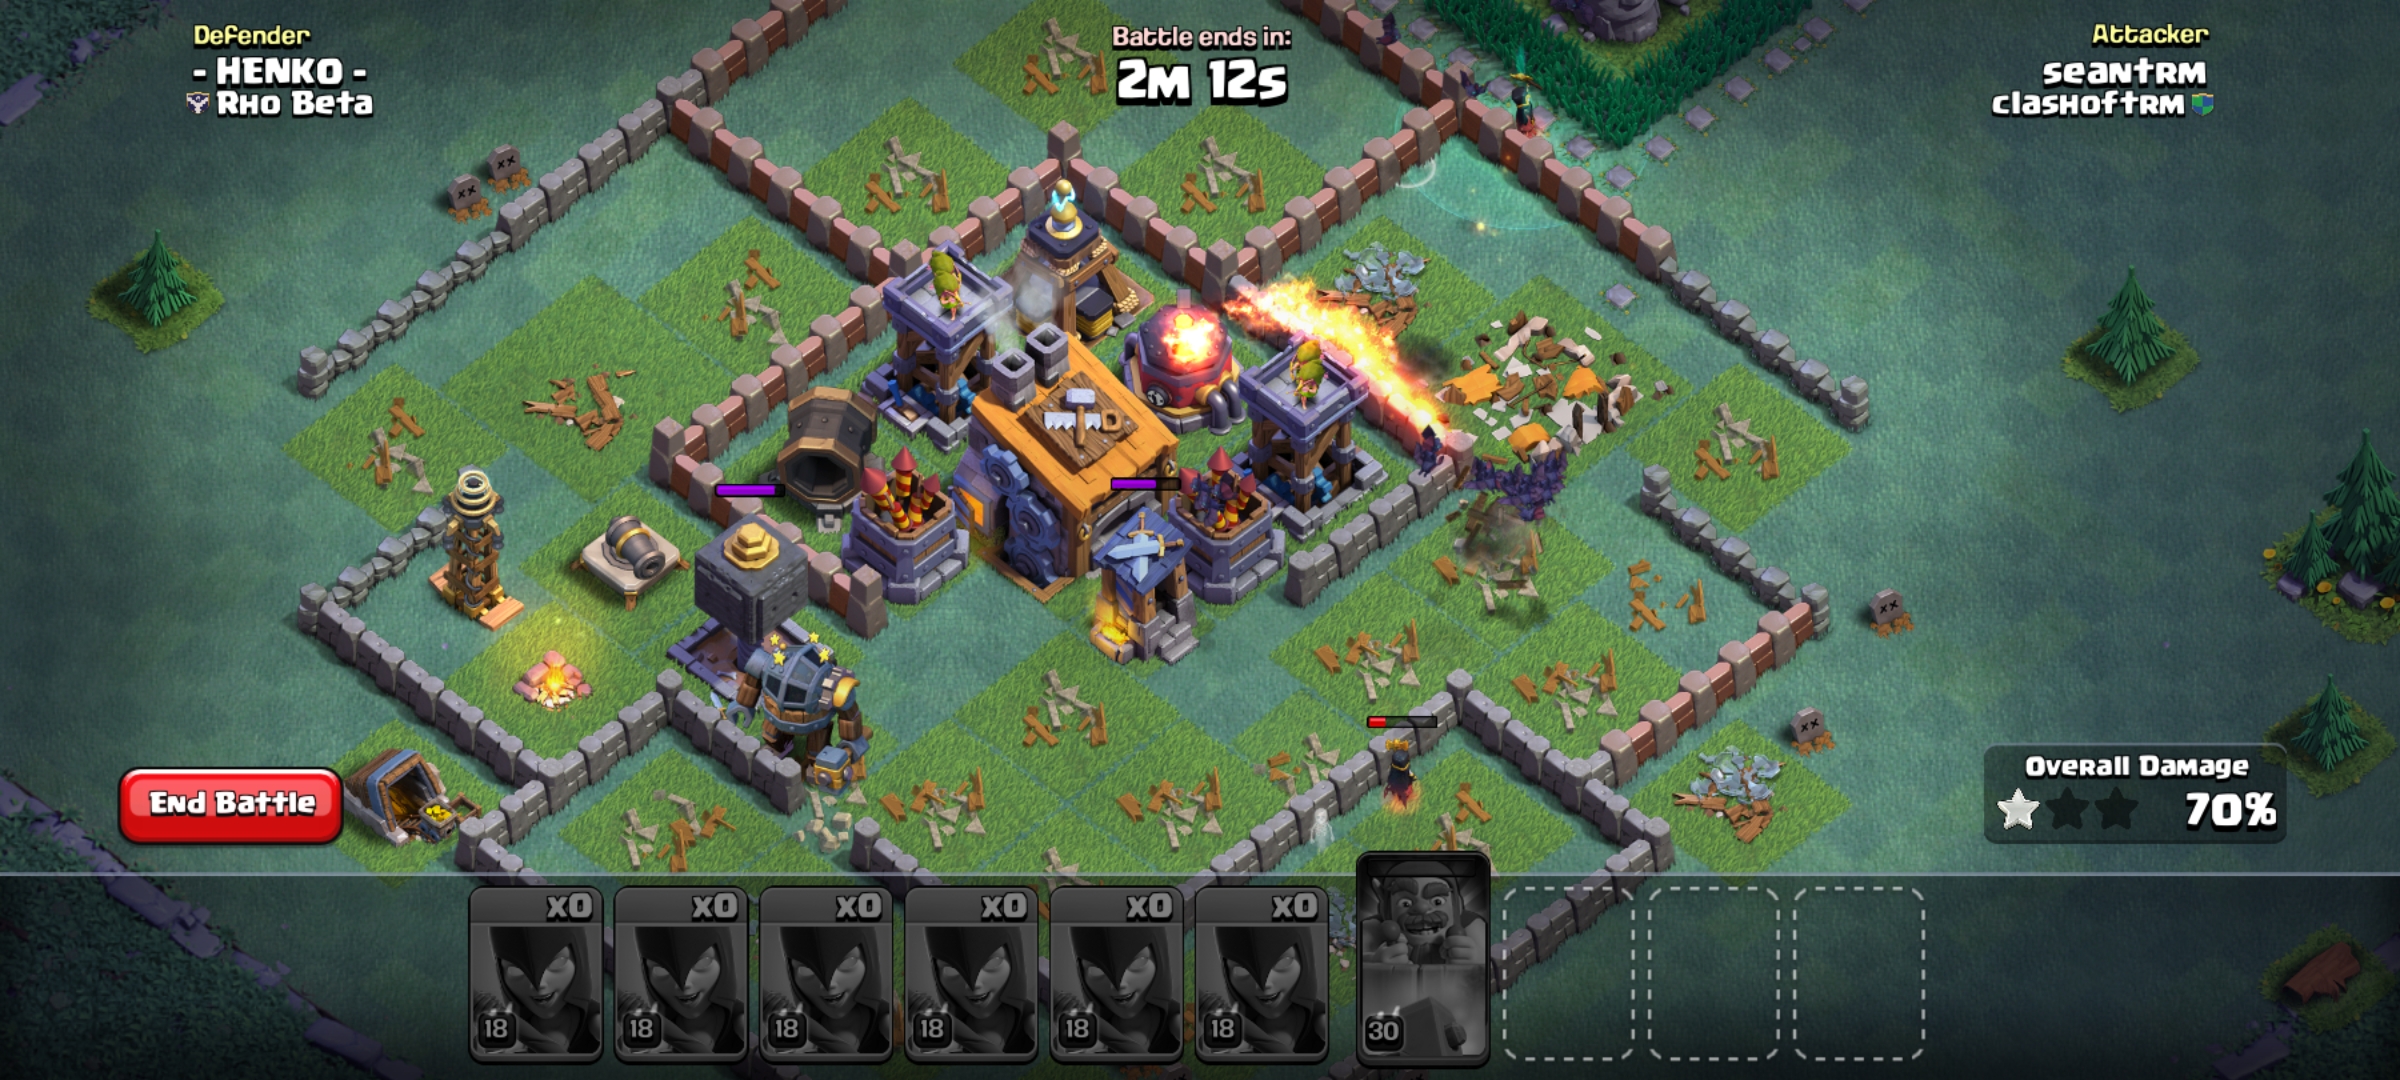 Defender
- HENKO -
Rho Beta
Battle ends in:
2M 12s
Attacker
seantRM
clashoftRM
End Battle
Overall Damage
70%
x0
x0
x0
x0
x0
x0
18
18
18
18
18
18
30